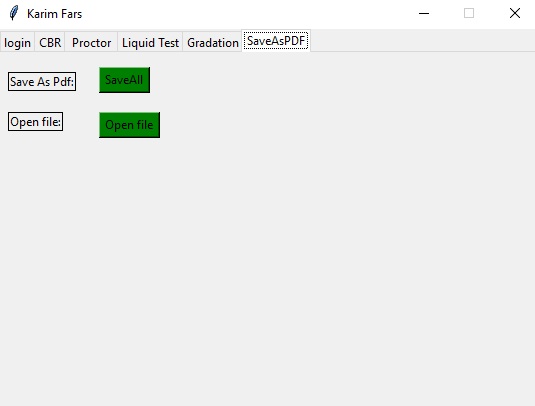 Karim Fars
login CBR Proctor Liquid Test Gradation SaveAsPDF
Save As Pdf: SaveAll
Open file: Open file